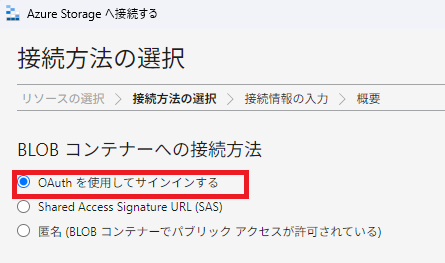 Azure Storage へ接続する
接続方法の選択
リソースの選択 > 接続方法の選択 > 接続情報の入力 > 概要
BLOB コンテナーへの接続方法
OAuth を使用してサインインする
Shared Access Signature URL (SAS)
匿名 (BLOB コンテナーでパブリック アクセスが許可されている)